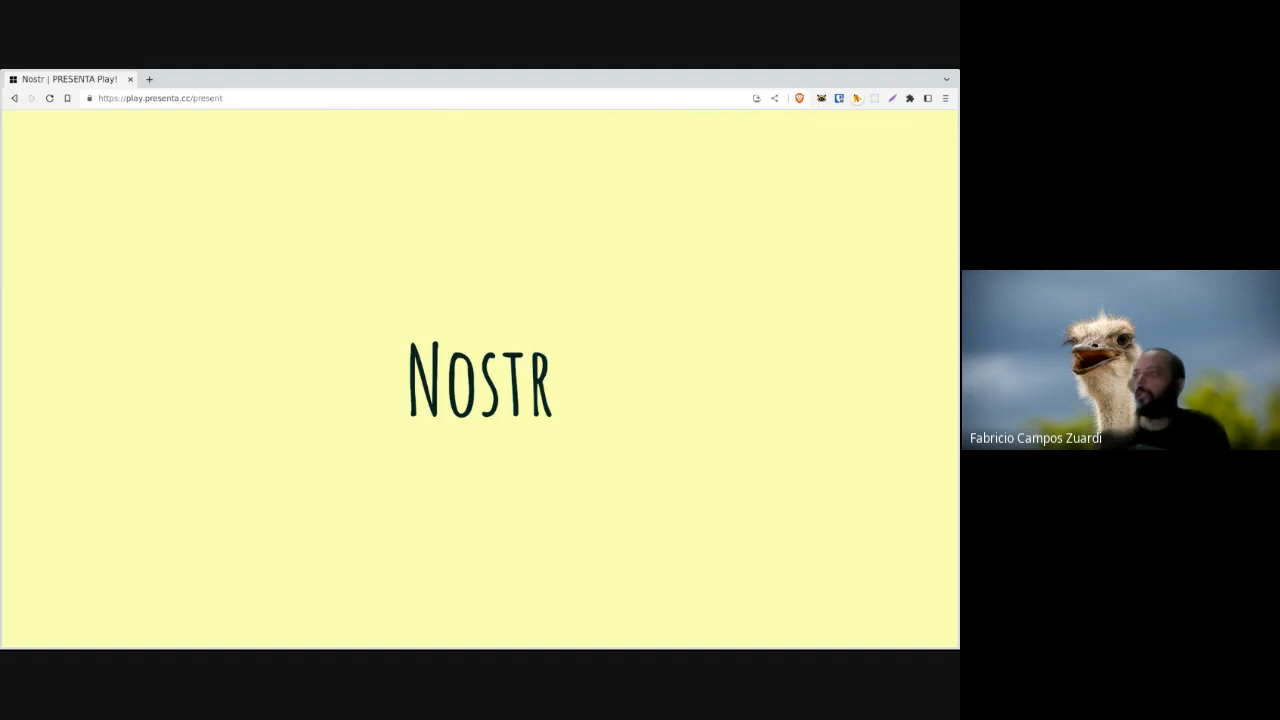 Nostr | PRESENTA Play!
https://play.presenta.cc/present
Nostr
Fabricio Campos Zuardi